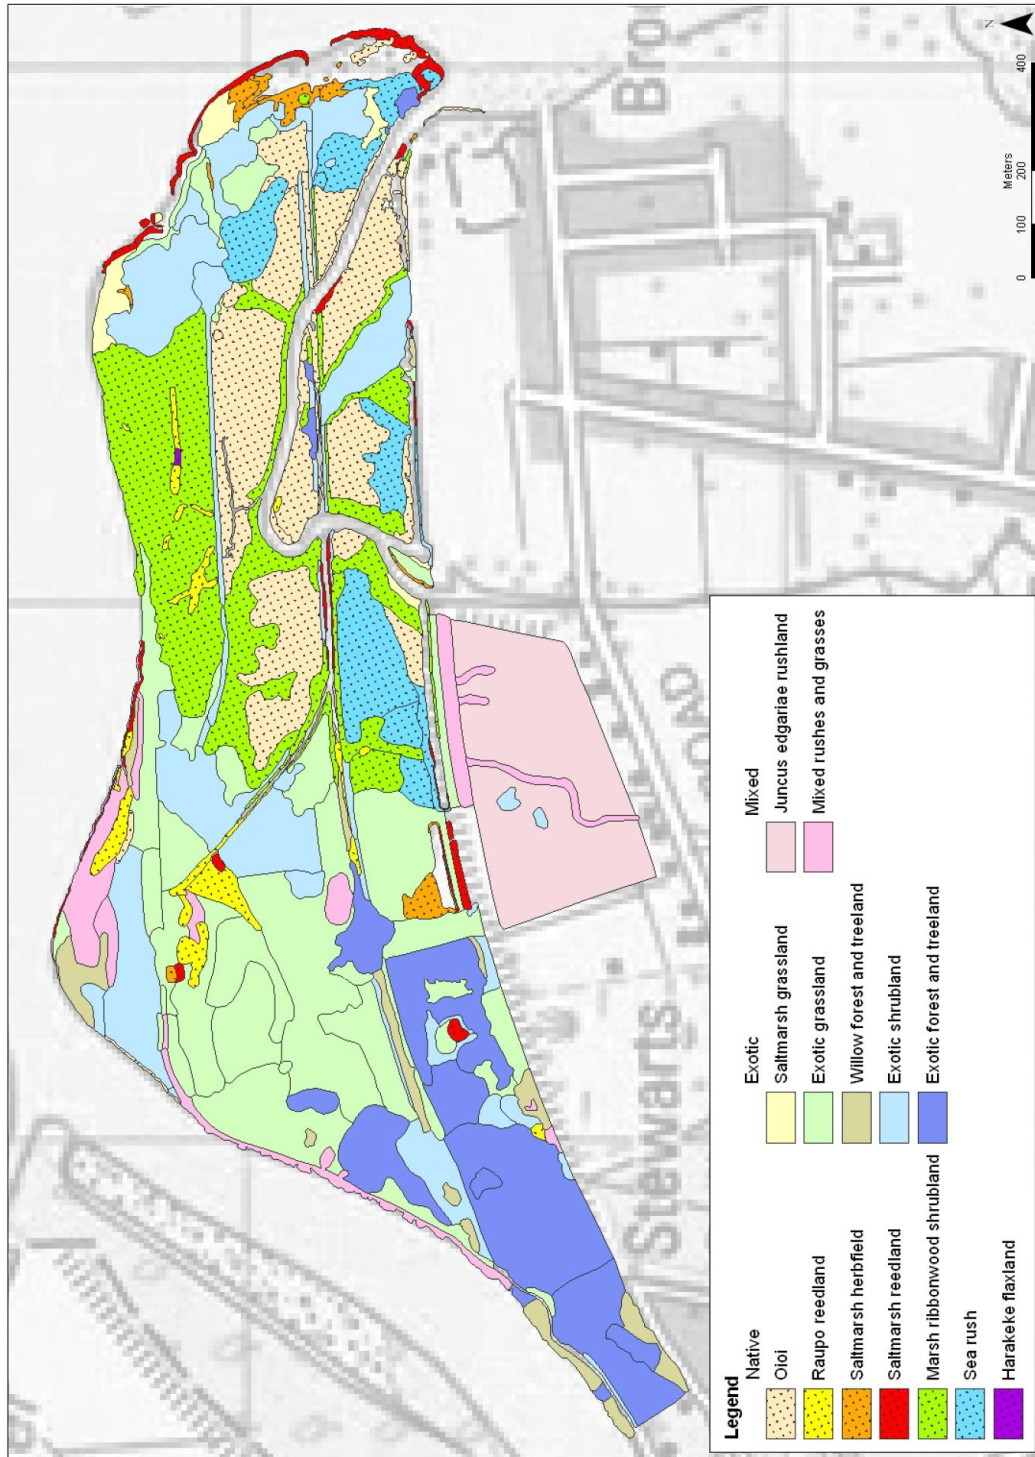 Bro
Stewarts
OAD
N
Meters
0 100 200 400
Legend
Native
Oioi
Raupo reedland
Saltmarsh herbfield
Saltmarsh reedland
Marsh ribbonwood shrubland
Sea rush
Harakeke flaxland
Exotic
Saltmarsh grassland
Exotic grassland
Willow forest and treeland
Exotic shrubland
Exotic forest and treeland
Mixed
Juncus edgariae rushland
Mixed rushes and grasses